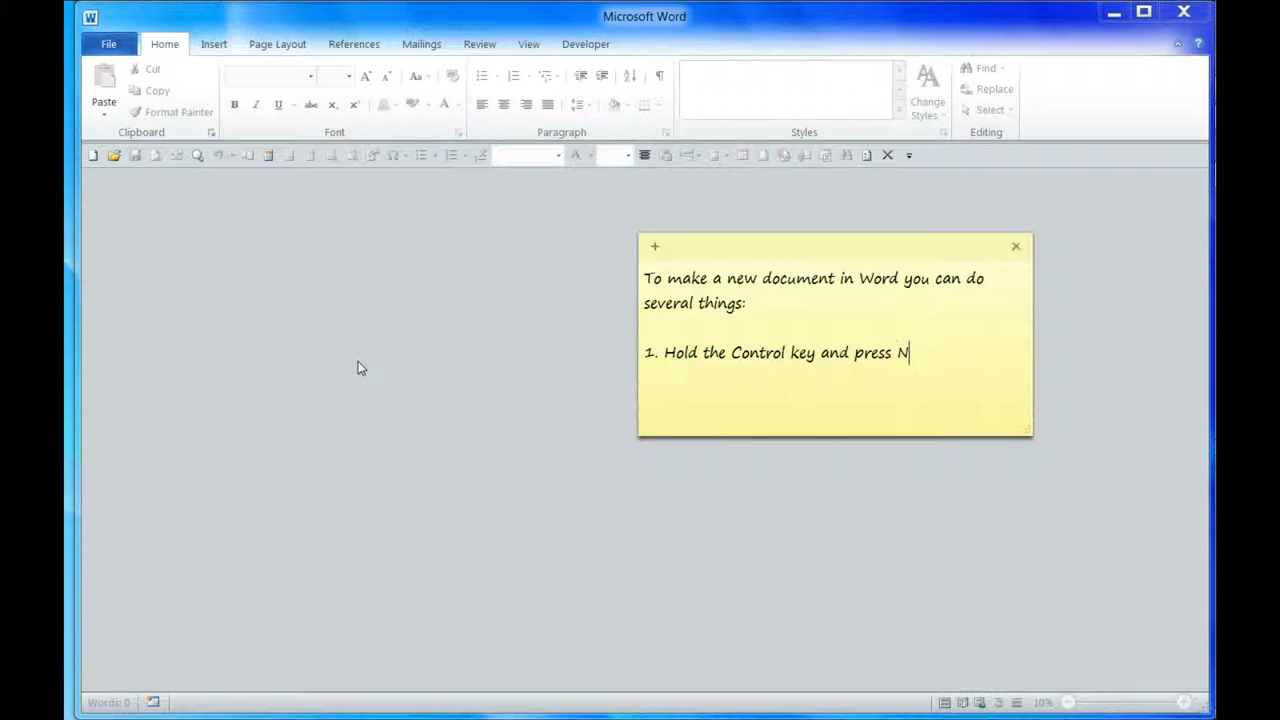 Microsoft Word
File Home Insert Page Layout References Mailings Review View Developer
Cut
Copy
Paste
Format Painter
Clipboard
Aa
B I U abc x x A
Font
Paragraph
A
Change
Styles
Styles
Find
Replace
Select
Editing
To make a new document in Word you can do
several things:
1. Hold the Control key and press N
Words: 0
10%